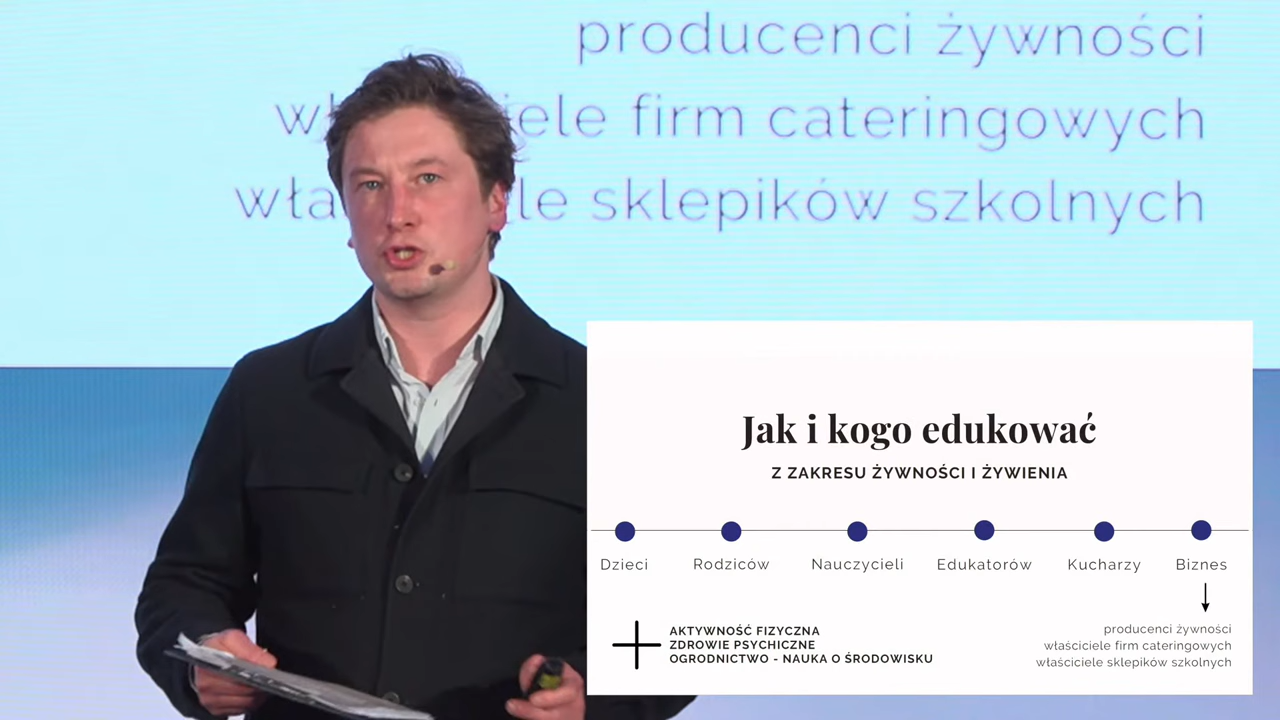 producenci żywności
firm cateringowych
sklepików szkolnych
Jak i kogo edukować
Z ZAKRESU ŻYWNOŚCI I ŻYWIENIA
Dzieci Rodziców Nauczycieli Edukatorów Kucharzy Biznes
AKTYWNOŚĆ FIZYCZNA
ZDROWIE PSYCHICZNE
OGRODNICTWO - NAUKA O ŚRODOWISKU
producenci żywności
właściciele firm cateringowych
właściciele sklepików szkolnych